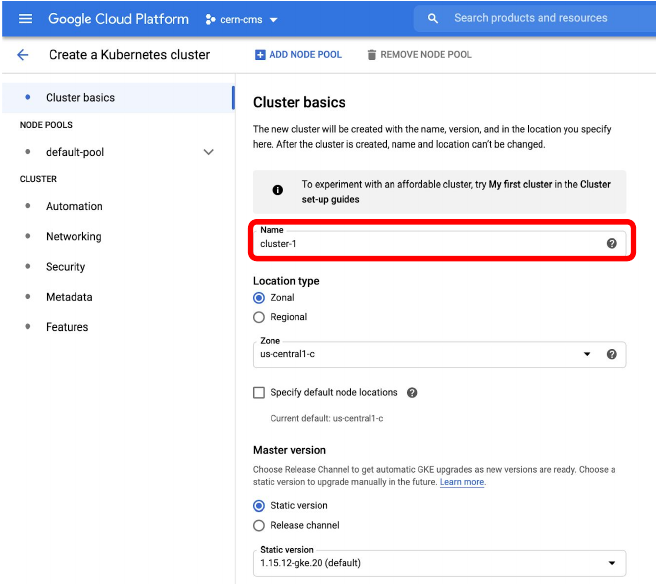 Google Cloud Platform
cern-cms
Search products and resources
Create a Kubernetes cluster
ADD NODE POOL
REMOVE NODE POOL
Cluster basics
NODE POOLS
default-pool
CLUSTER
Automation
Networking
Security
Metadata
Features
Cluster basics
The new cluster will be created with the name, version, and in the location you specify
here. After the cluster is created, name and location can't be changed.
To experiment with an affordable cluster, try My first cluster in the Cluster
set-up guides
Name
cluster-1
Location type
Zonal
Regional
Zone
us-central1-c
Specify default node locations
Current default: us-central1-c
Master version
Choose Release Channel to get automatic GKE upgrades as new versions are ready. Choose a
static version to upgrade manually in the future. Learn more.
Static version
Release channel
Static version
1.15.12-gke.20 (default)